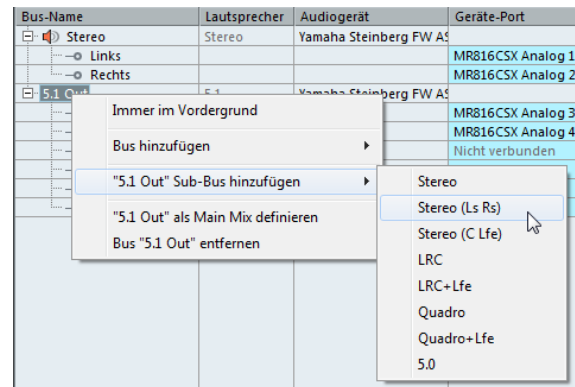 Bus-Name Lautsprecher Audiogerät Geräte-Port
Stereo Stereo Yamaha Steinberg FW AS
Links MR816CSX Analog 1
Rechts MR816CSX Analog 2
5.1 Out 5.1 Yamaha Steinberg FW AS
MR816CSX Analog 3
MR816CSX Analog 4
Nicht verbunden
Immer im Vordergrund
Bus hinzufügen
"5.1 Out" Sub-Bus hinzufügen
"5.1 Out" als Main Mix definieren
Bus "5.1 Out" entfernen
Stereo
Stereo (Ls Rs)
Stereo (C Lfe)
LRC
LRC+Lfe
Quadro
Quadro+Lfe
5.0